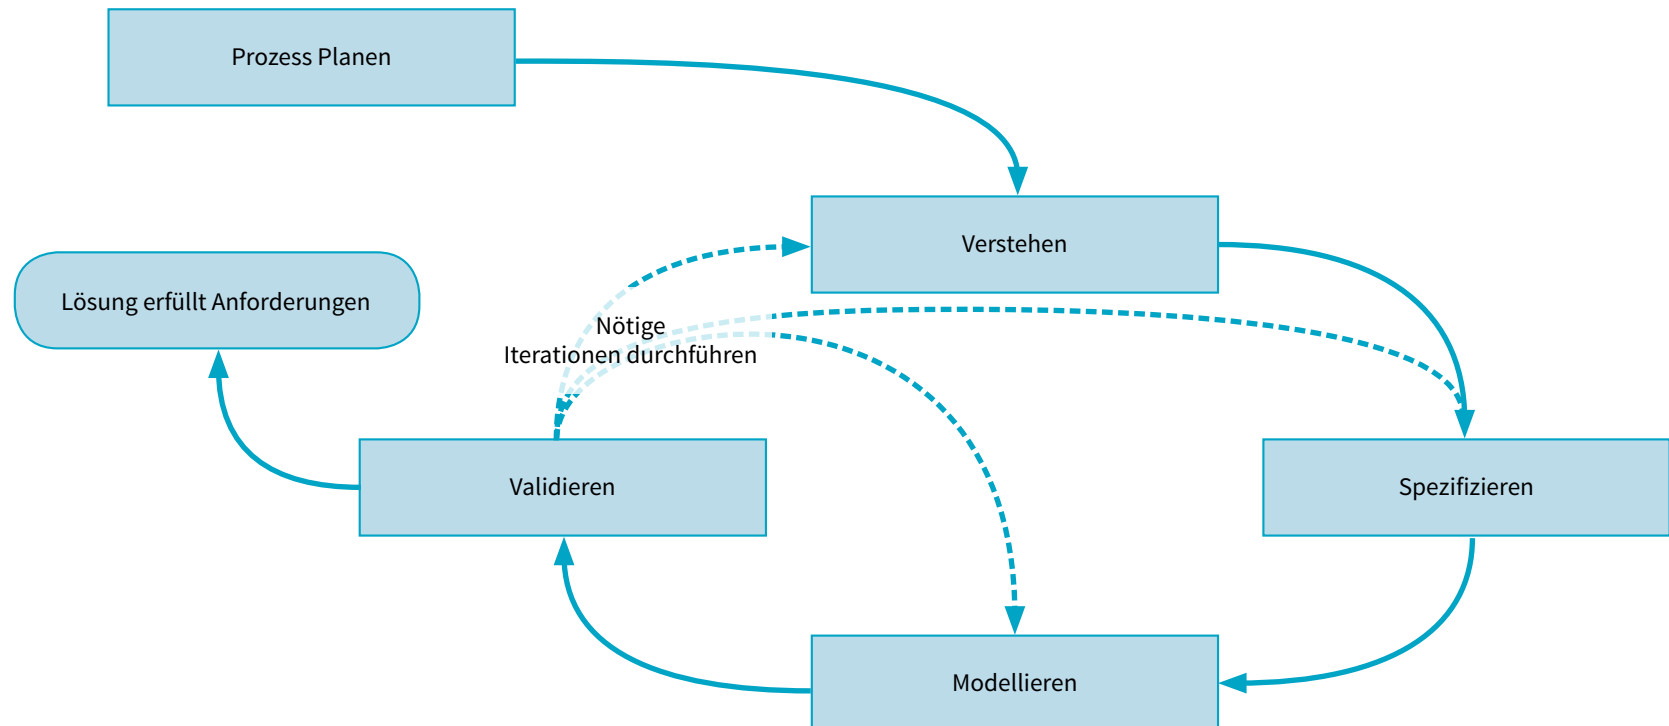 Prozess Planen
Verstehen
Lösung erfüllt Anforderungen
Nötige
Iterationen durchführen
Validieren
Spezifizieren
Modellieren